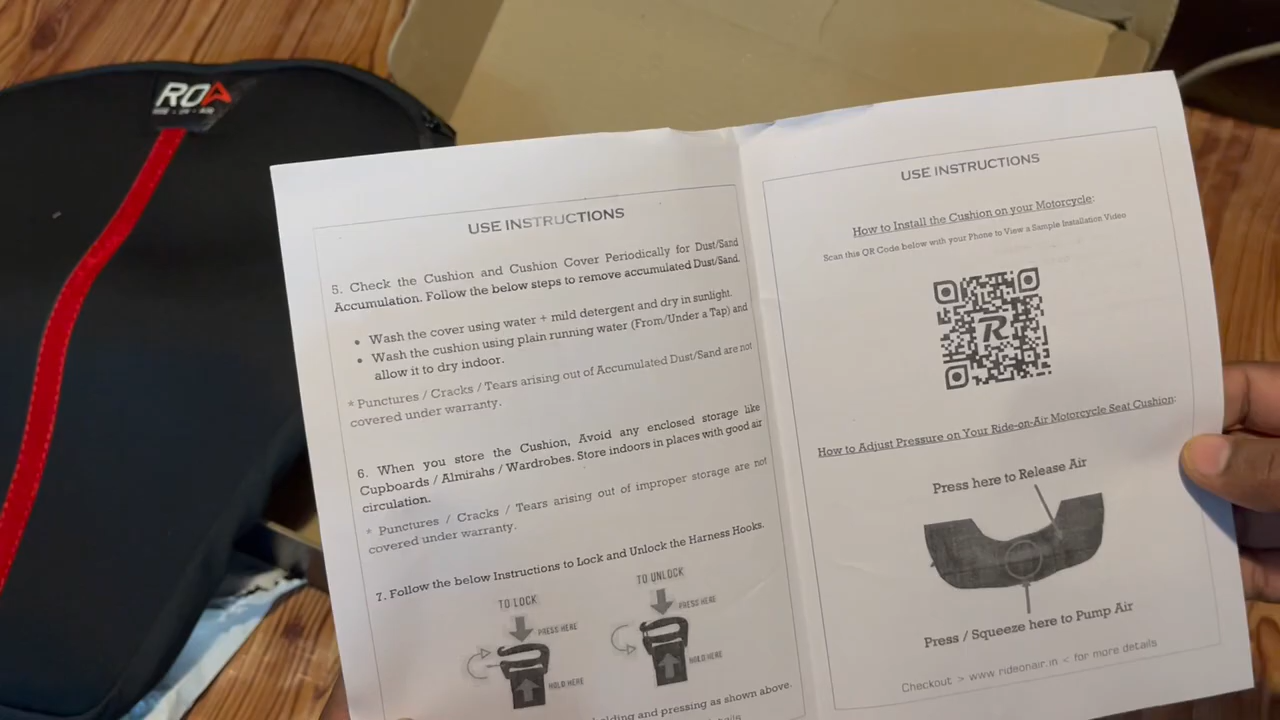 ROA
RIDE - ON - AIR
USE INSTRUCTIONS
5. Check the Cushion and Cushion Cover Periodically for Dust/Sand
Accumulation. Follow the below steps to remove accumulated Dust/Sand.
• Wash the cover using water + mild detergent and dry in sunlight.
• Wash the cushion using plain running water (From/Under a Tap) and
allow it to dry indoor.
* Punctures / Cracks / Tears arising out of Accumulated Dust/Sand are not
covered under warranty.
6. When you store the Cushion, Avoid any enclosed storage like
Cupboards / Almirahs / Wardrobes. Store indoors in places with good air
circulation.
* Punctures / Cracks / Tears arising out of improper storage are not
covered under warranty.
7. Follow the below Instructions to Lock and Unlock the Harness Hooks.
TO LOCK
PRESS HERE
HOLD HERE
TO UNLOCK
PRESS HERE
HOLD HERE
and pressing as shown above.
USE INSTRUCTIONS
How to Install the Cushion on your Motorcycle:
Scan this QR Code below with your Phone to View a Sample Installation Video
R
How to Adjust Pressure on Your Ride-on-Air Motorcycle Seat Cushion:
Press here to Release Air
Press / Squeeze here to Pump Air
Checkout > www.rideonair.in < for more details